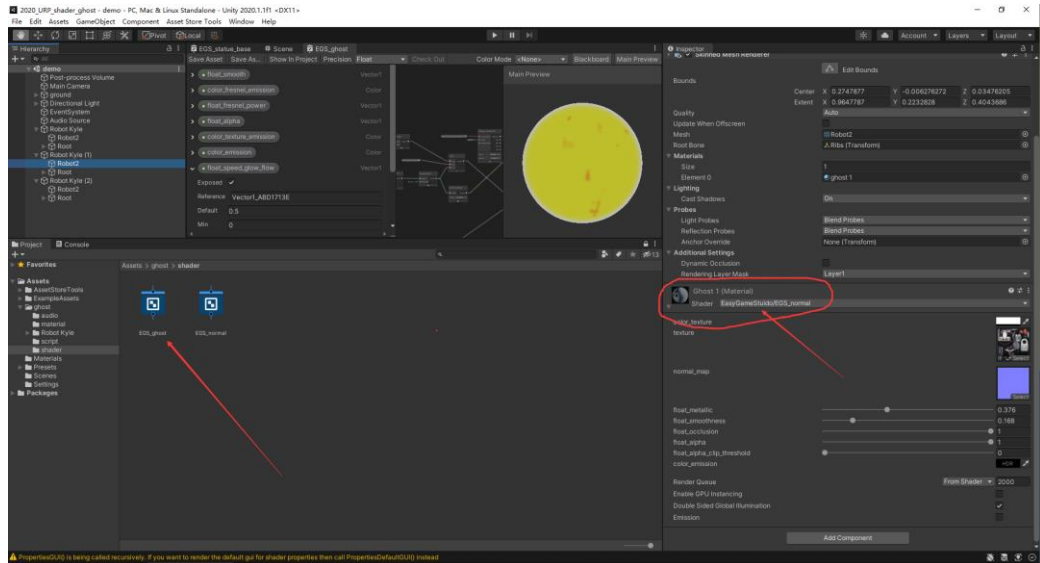 2020_URP_shader_ghost - demo - PC, Mac & Linux Standalone - Unity 2020.1.1f1 <DX11>
File Edit Assets GameObject Component Asset Store Tools Window Help
Pivot Local Account Layers Layout
Hierarchy
EGS_statue_base Scene EGS_ghost
Inspector
Save Asset Save As... Show In Project Precision Float Check Out Color Mode <None> Blackboard Main Preview
Skinned Mesh Renderer
demo
Post-process Volume
Main Camera
ground
Directional Light
EventSystem
Audio Source
Robot Kyle
Robot2
Root
Robot Kyle (1)
Robot2
Root
Robot Kyle (2)
Robot2
Root
float_smooth Vector1
color_fresnel_emission Color
float_fresnel_power Vector1
float_alpha Vector1
color_texture_emission Color
color_emission Color
float_speed_glow_flow Vector1
Exposed
Reference Vector1_ABD1713E
Default 0.5
Min 0
Main Preview
Edit Bounds
Bounds
Center X 0.2747877 Y -0.006276272 Z 0.03476205
Extent X 0.9647787 Y 0.2232828 Z 0.4043686
Quality Auto
Update When Offscreen
Mesh Robot2
Root Bone Ribs (Transform)
Materials
Size 1
Element 0 ghost 1
Lighting
Cast Shadows On
Probes
Light Probes Blend Probes
Reflection Probes Blend Probes
Anchor Override None (Transform)
Additional Settings
Dynamic Occlusion
Rendering Layer Mask Layer1
Ghost 1 (Material)
Shader EasyGameStuido/EGS_normal
color_texture
texture
Select
normal_map
Select
float_metallic 0.376
float_smoothness 0.168
float_occlusion 1
float_alpha 1
float_alpha_clip_threshold 0
color_emission HDR
Render Queue From Shader 2000
Enable GPU Instancing
Double Sided Global Illumination
Emission
Add Component
Project Console
13
Favorites
Assets > ghost > shader
Assets
AssetStoreTools
ExampleAssets
ghost
audio
material
Robot Kyle
script
shader
Materials
Presets
Scenes
Settings
Packages
EGS_ghost EGS_normal
PropertiesGUI() is being called recursively. If you want to render the default gui for shader properties then call PropertiesDefaultGUI() instead